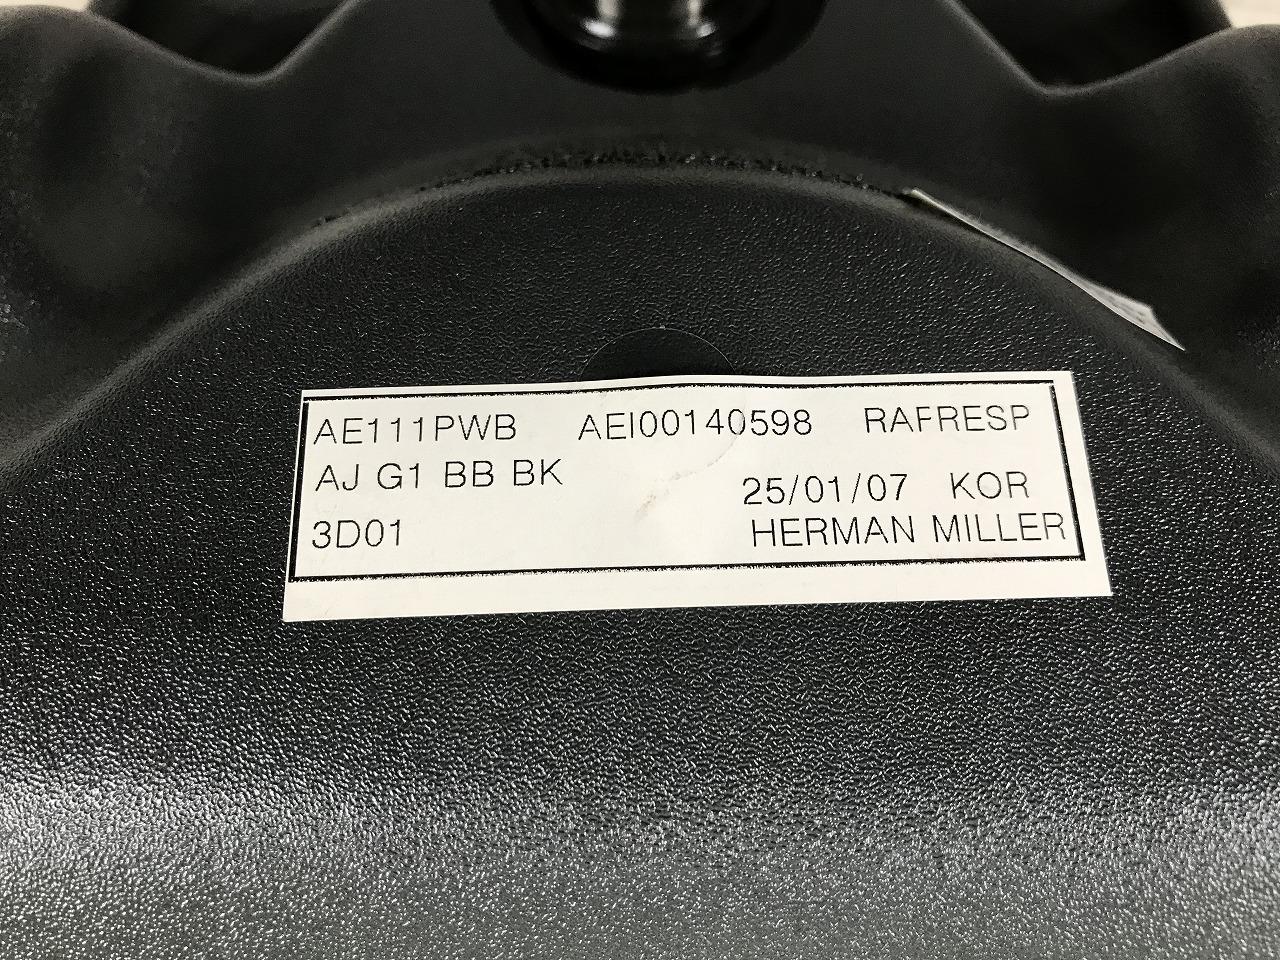 AE111PWB AEI00140598 RAFRESP
AJ G1 BB BK
25/01/07 KOR
3D01 HERMAN MILLER